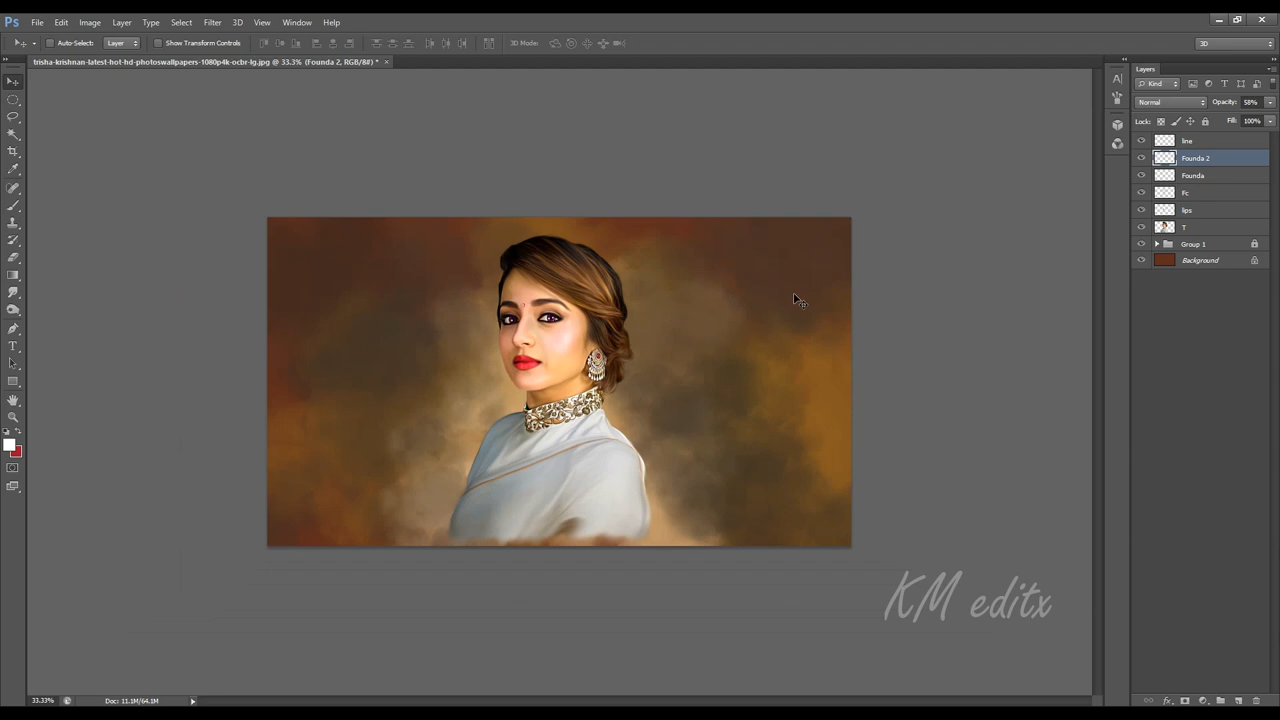 Ps File Edit Image Layer Type Select Filter 3D View Window Help
Auto-Select: Layer Show Transform Controls 3D Mode: 3D
trisha-krishnan-latest-hot-hd-photoswallpapers-1080p4k-ocbr-lg.jpg @ 33.3% (Founda 2, RGB/8#) * ×
Layers
Kind
Normal Opacity: 58%
Lock: Fill: 100%
line
Founda 2
Founda
Fc
lips
T
Group 1
Background
KM editx
33.33% Doc: 11.1M/64.1M